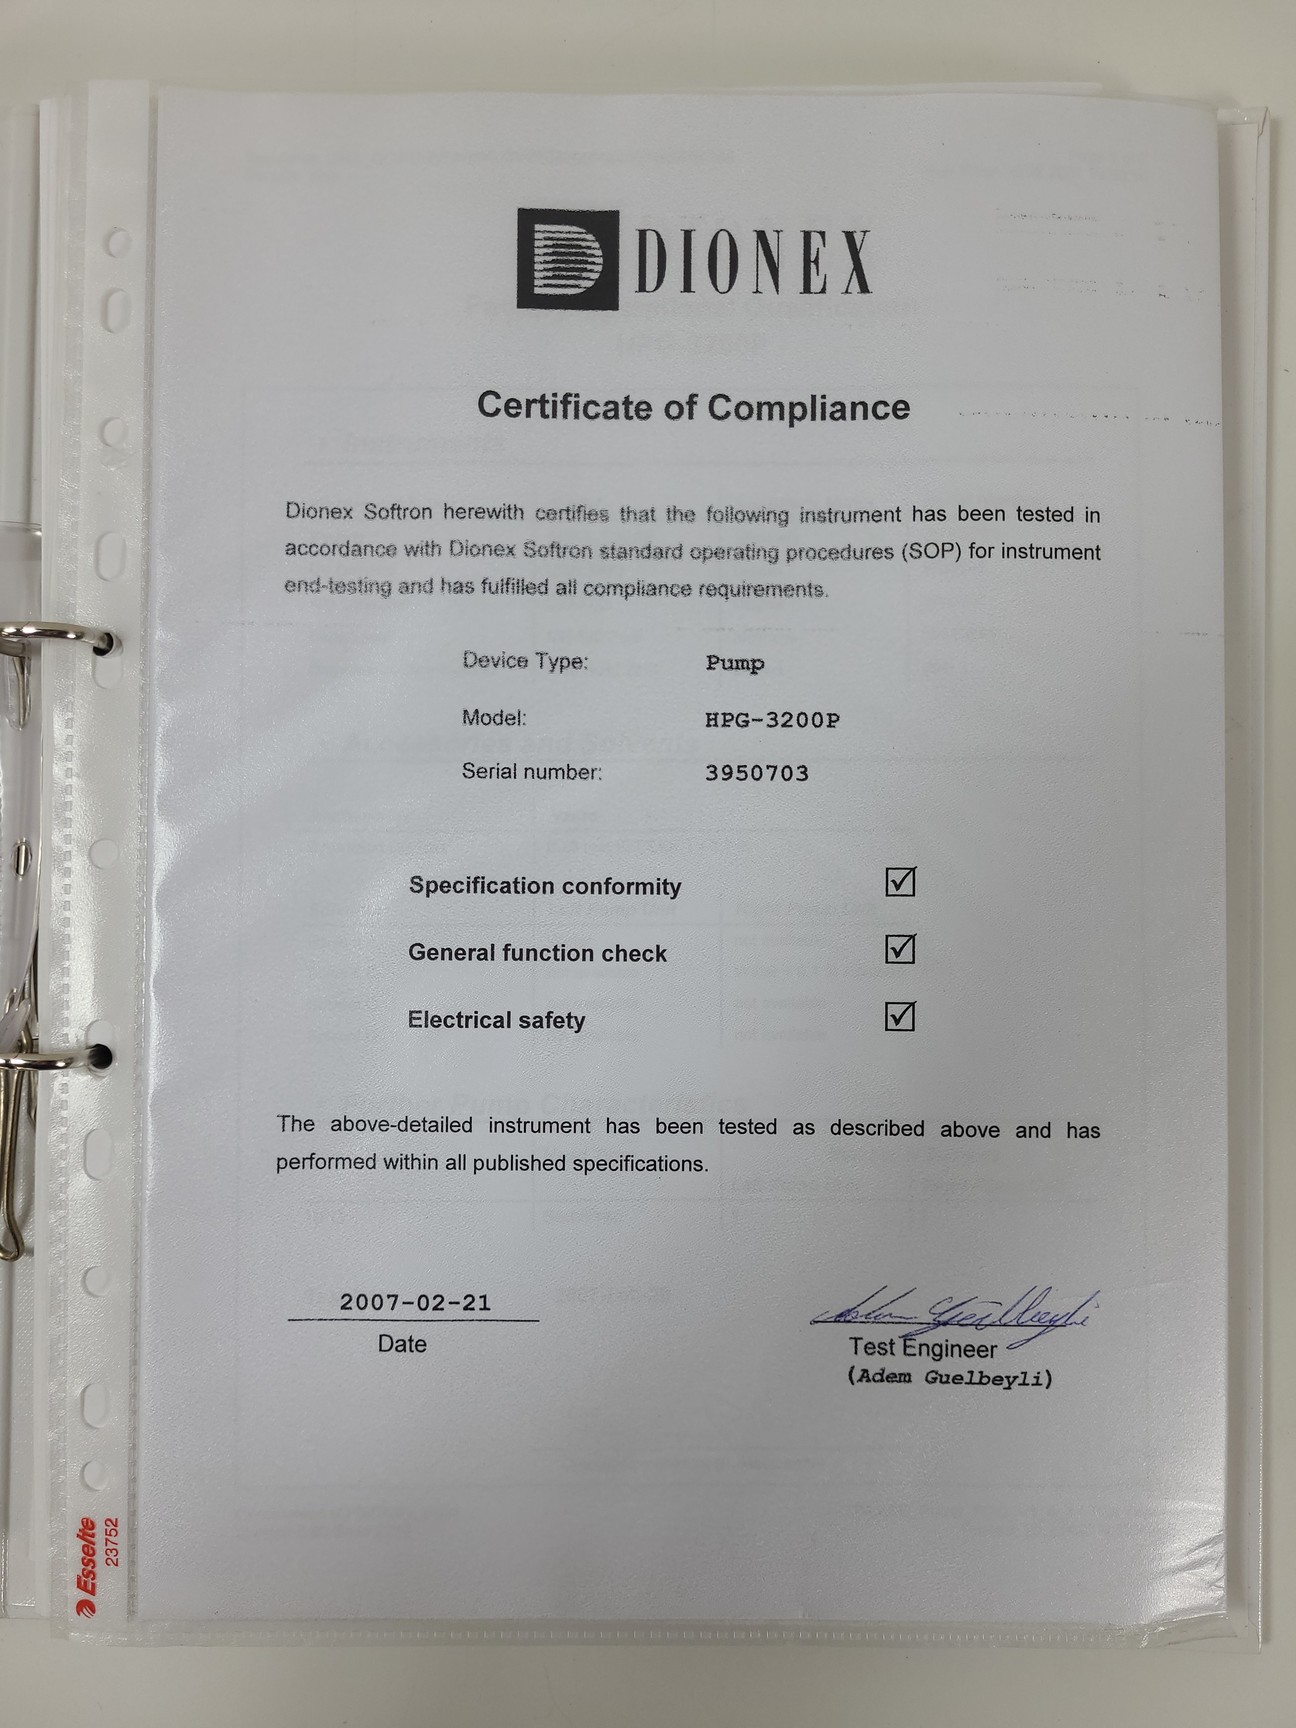 DIONEX
Certificate of Compliance
Dionex Softron herewith certifies that the following instrument has been tested in
accordance with Dionex Softron standard operating procedures (SOP) for instrument
end-testing and has fulfilled all compliance requirements.
Device Type: Pump
Model: HPG-3200P
Serial number: 3950703
Specification conformity ☑
General function check ☑
Electrical safety ☑
The above-detailed instrument has been tested as described above and has
performed within all published specifications.
2007-02-21
Date
Adem Guelbeyli
Test Engineer
(Adem Guelbeyli)
Esselte
23752